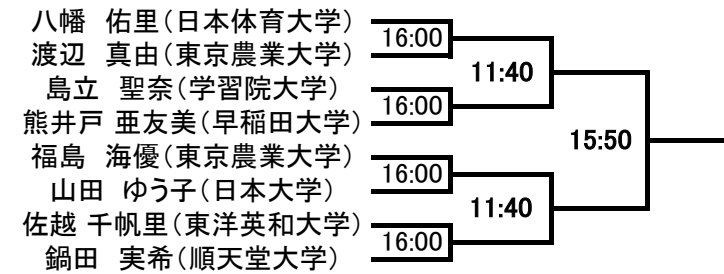 八幡　佑里（日本体育大学）
16:00
渡辺　真由（東京農業大学）
11:40
島立　聖奈（学習院大学）
16:00
熊井戸 亜友美（早稲田大学）
15:50
福島　海優（東京農業大学）
16:00
山田　ゆう子（日本大学）
11:40
佐越 千帆里（東洋英和大学）
16:00
鍋田　実希（順天堂大学）